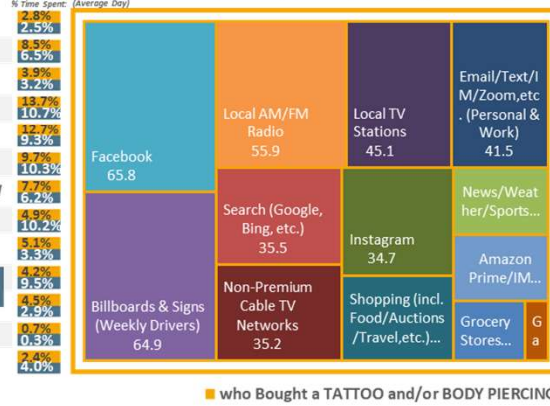 % Time Spent: (Average Day)
2.8%
2.5%
8.5%
6.5%
3.9%
3.2%
13.7%
10.7%
12.7%
9.3%
9.7%
10.3%
7.7%
6.2%
4.9%
10.2%
5.1%
3.3%
4.2%
9.5%
4.5%
2.9%
0.7%
0.3%
2.4%
4.0%
Facebook
65.8
Billboards & Signs
(Weekly Drivers)
64.9
Local AM/FM
Radio
55.9
Search (Google,
Bing, etc.)
35.5
Non-Premium
Cable TV
Networks
35.2
Local TV
Stations
45.1
Instagram
34.7
Shopping (incl.
Food/Auctions
/Travel,etc.)...
Email/Text/I
M/Zoom,etc
. (Personal &
Work)
41.5
News/Weat
her/Sports...
Amazon
Prime/IM...
Grocery
Stores...
G
a
who Bought a TATTOO and/or BODY PIERCING